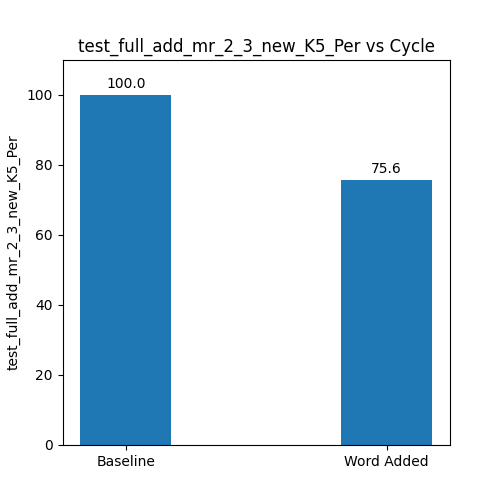 test_full_add_mr_2_3_new_K5_Per vs Cycle
100.0
75.6
100
80
60
40
20
0
test_full_add_mr_2_3_new_K5_Per
Baseline
Word Added